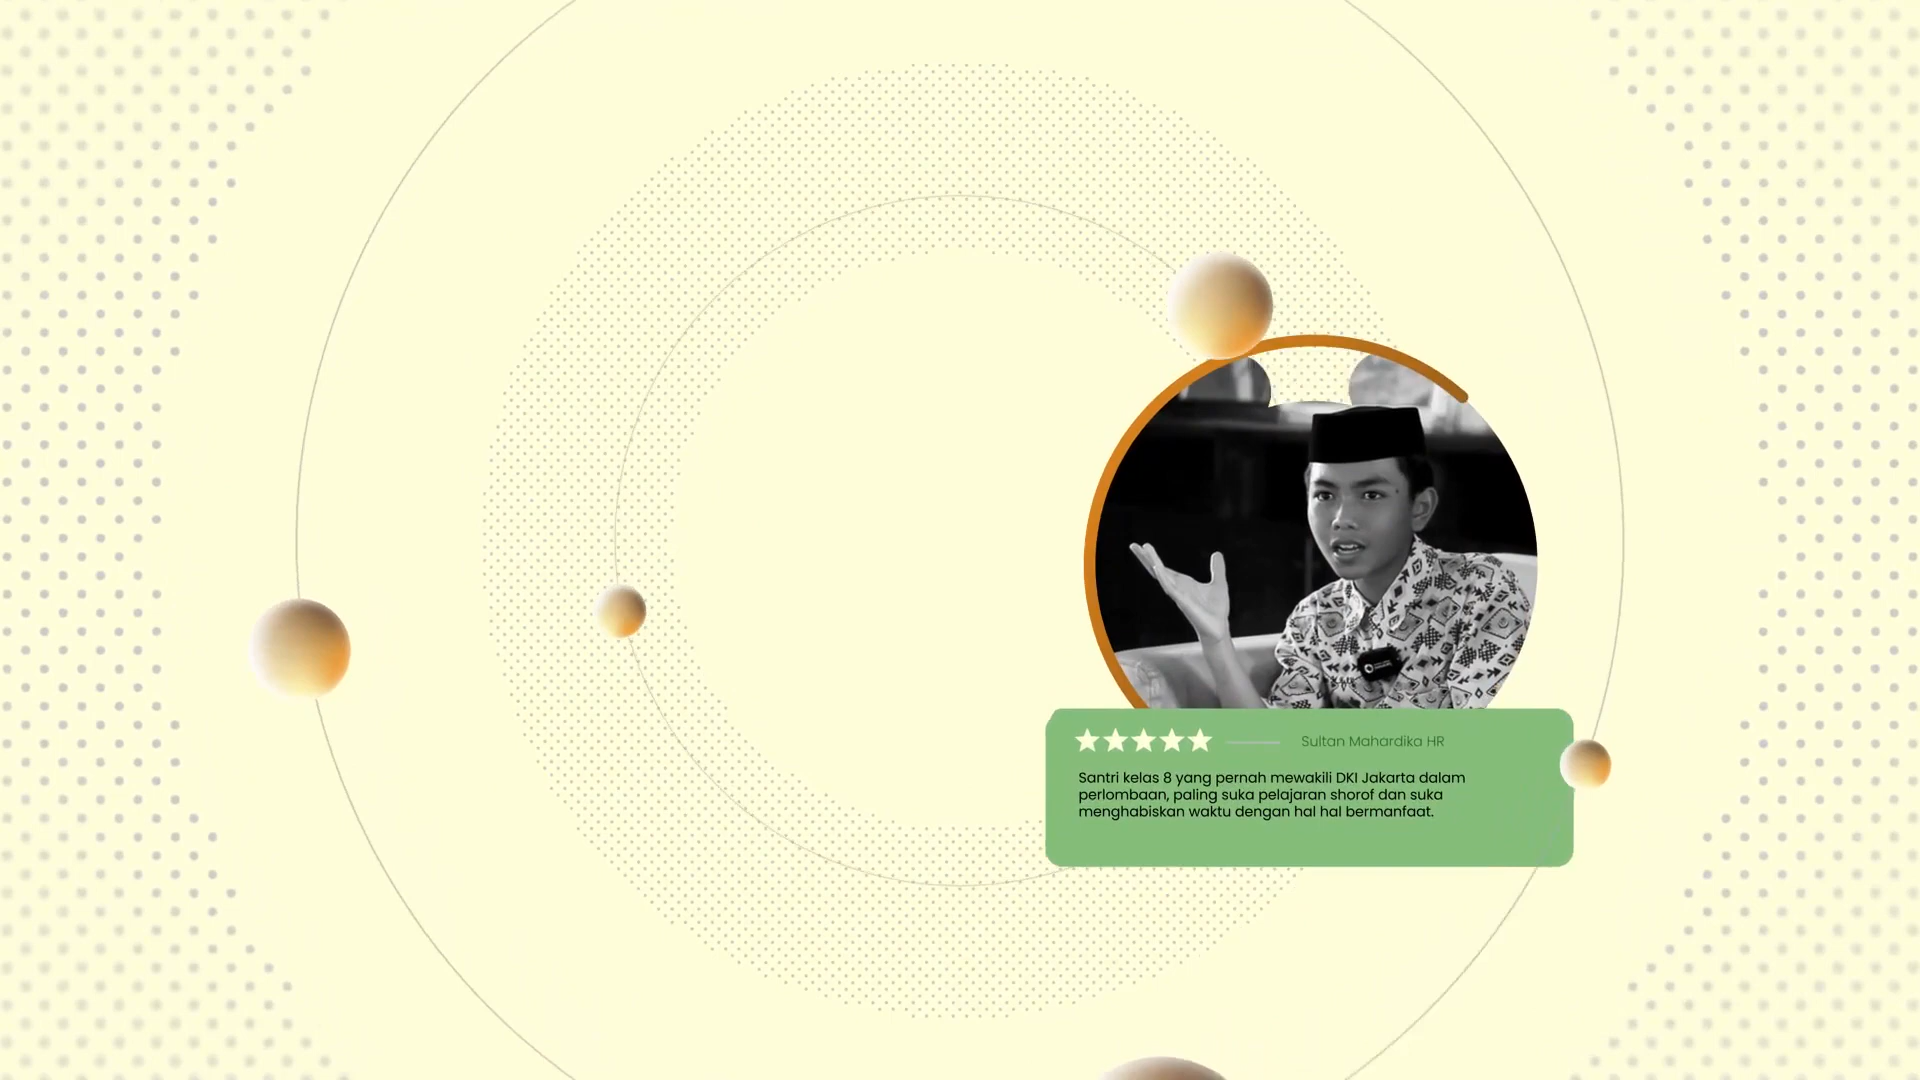 Sultan Mahardika HR
Santri kelas 8 yang pernah mewakili DKI Jakarta dalam
perlombaan, paling suka pelajaran shorof dan suka
menghabiskan waktu dengan hal hal bermanfaat.